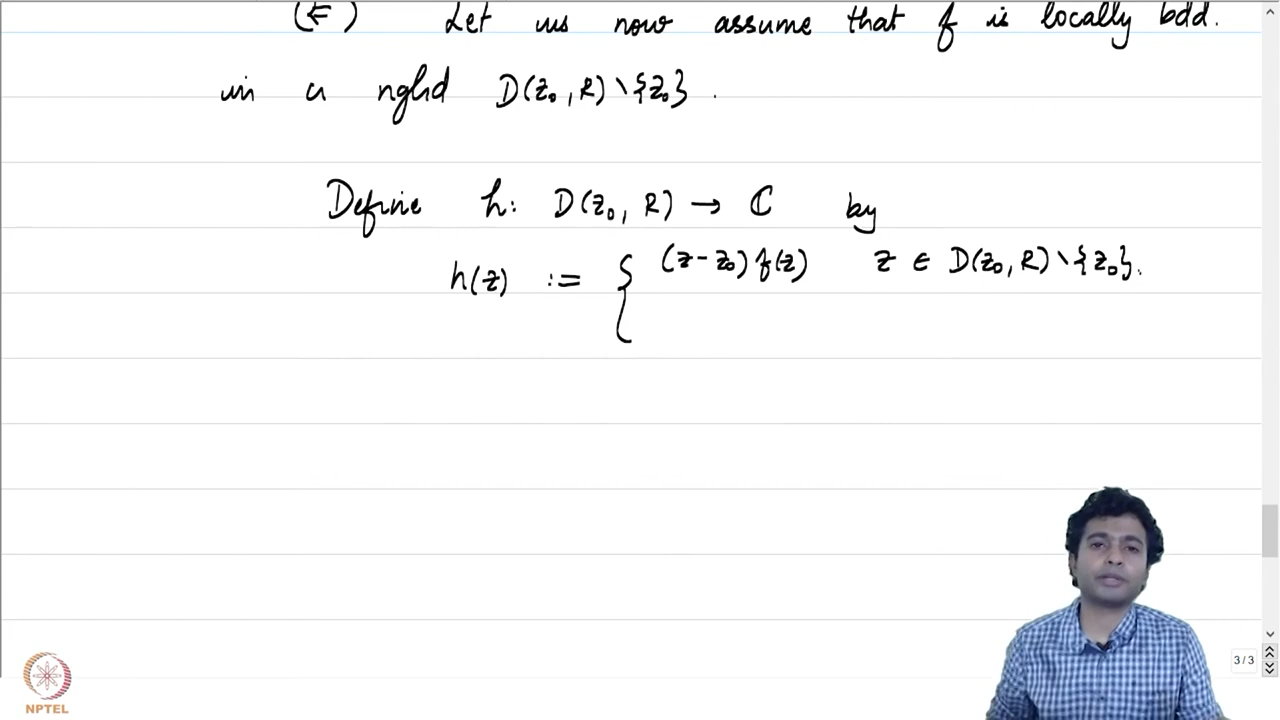 (⇐) Let us now assume that f is locally bdd.
in a nghd D(z₀, R) \ {z₀} .
Define h: D(z₀, R) → ℂ by
h(z) := { (z - z₀) f(z) z ∈ D(z₀, R) \ {z₀}.
3 / 3
NPTEL